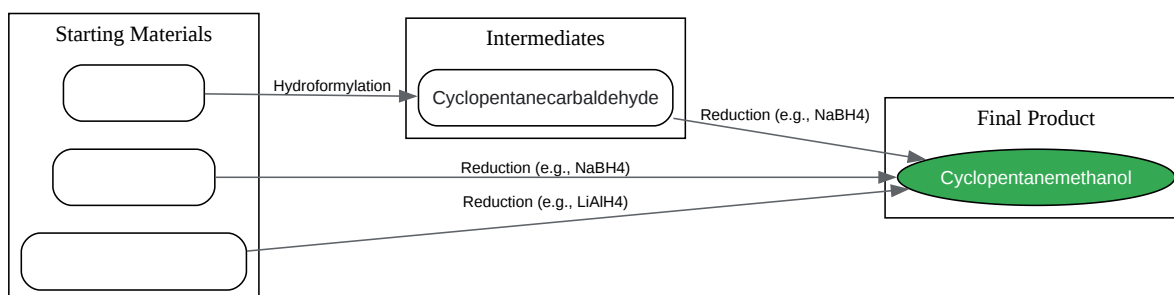 Starting Materials
Intermediates
Hydroformylation
Cyclopentanecarbaldehyde
Reduction (e.g., NaBH4)
Final Product
Reduction (e.g., NaBH4)
Cyclopentanemethanol
Reduction (e.g., LiAlH4)